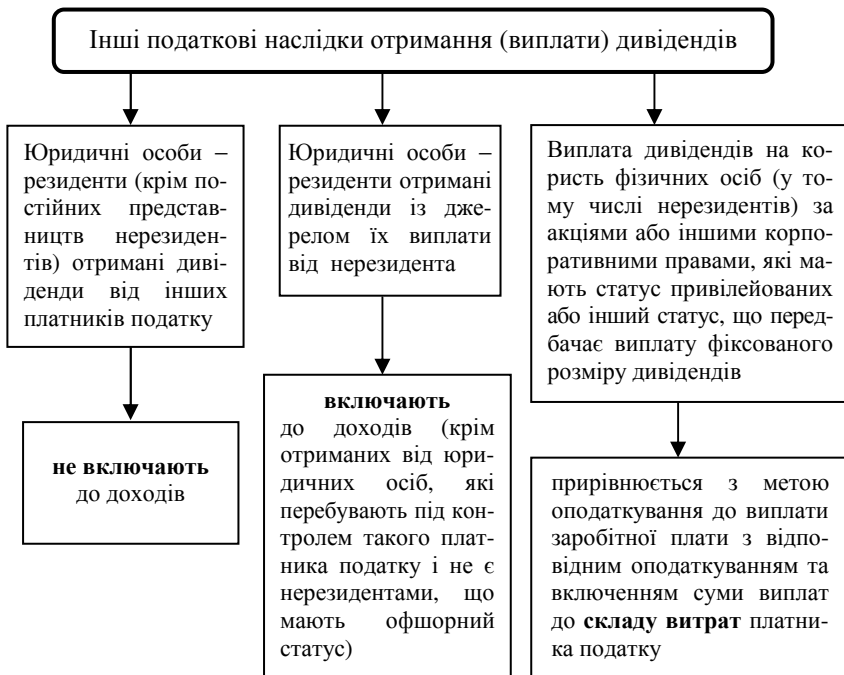 Інші податкові наслідки отримання (виплати) дивідендів
Юридичні особи –
резиденти (крім по-
стійних представ-
ництв нерезиден-
тів) отримані диві-
денди від інших
платників податку
не включають
до доходів
Юридичні особи –
резиденти отримані
дивіденди із дже-
релом їх виплати
від нерезидента
включають
до доходів (крім
отриманих від юри-
дичних осіб, які
перебувають під кон-
тролем такого плат-
ника податку і не є
нерезидентами, що
мають офшорний
статус)
Виплата дивідендів на ко-
ристь фізичних осіб (у то-
му числі нерезидентів) за
акціями або іншими корпо-
ративними правами, які ма-
ють статус привілейованих
або інший статус, що перед-
бачає виплату фіксованого
розміру дивідендів
прирівнюється з метою
оподаткування до виплати
заробітної плати з відпо-
відним оподаткуванням та
включенням суми виплат
до складу витрат платни-
ка податку